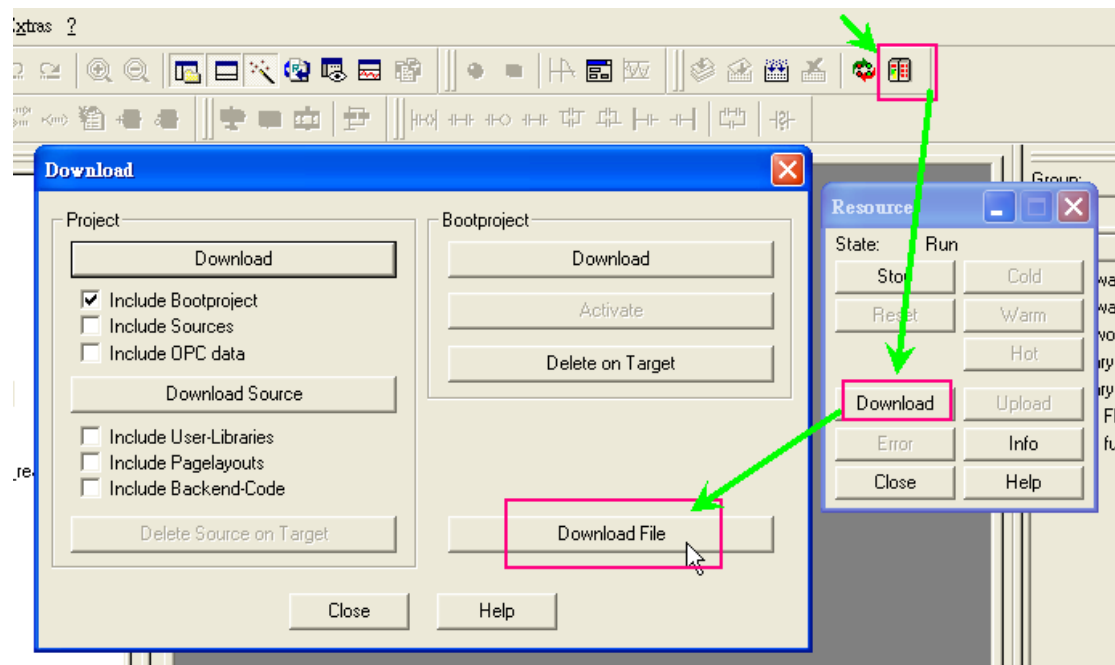 Extras ?
Download
Project
Download
Include Bootproject
Include Sources
Include OPC data
Download Source
Include User-Libraries
Include Pagelayouts
Include Backend-Code
Delete Source on Target
Bootproject
Download
Activate
Delete on Target
Download File
Close
Help
Group:
Resource
State: Run
Stop
Cold
Reset
Warm
Hot
Download
Upload
Error
Info
Close
Help